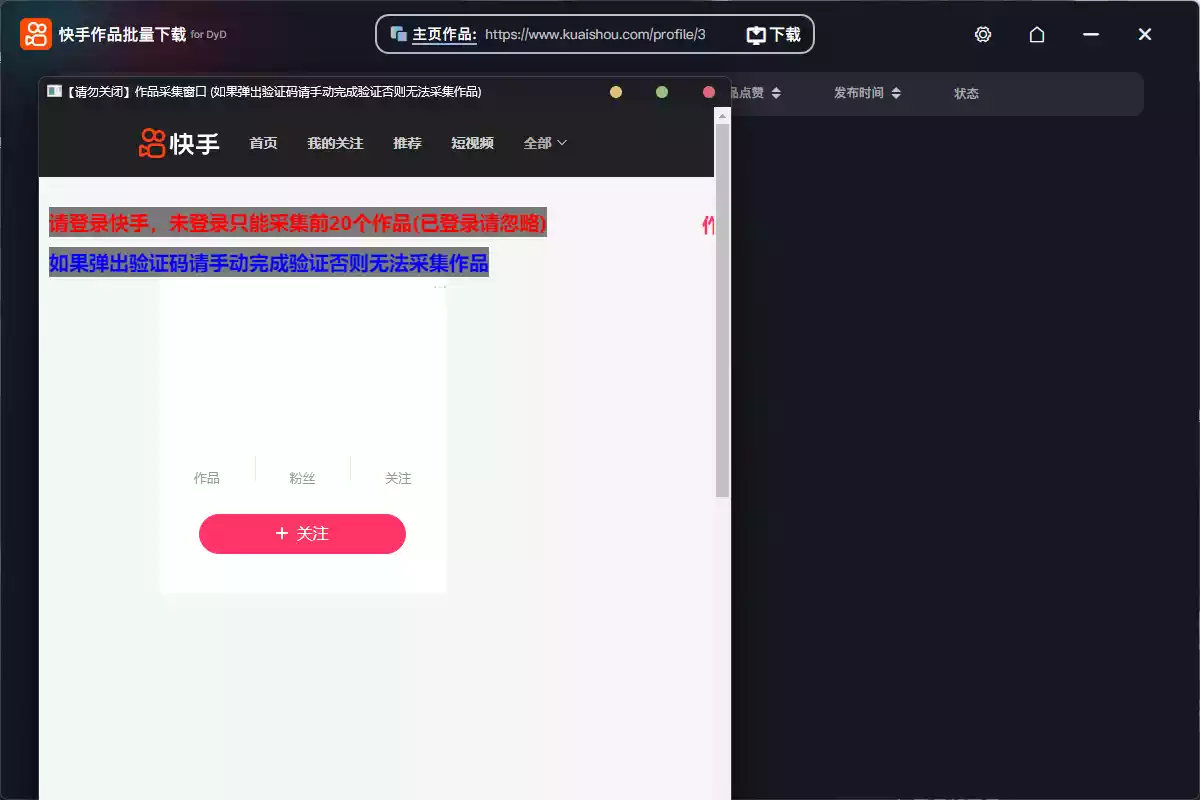 快手作品批量下载 for DyD
主页作品: https://www.kuaishou.com/profile/3 下载
【请勿关闭】作品采集窗口 (如果弹出验证码请手动完成验证否则无法采集作品)
品点赞 发布时间 状态
快手 首页 我的关注 推荐 短视频 全部
请登录快手，未登录只能采集前20个作品(已登录请忽略)
如果弹出验证码请手动完成验证否则无法采集作品
...
作品 粉丝 关注
+ 关注